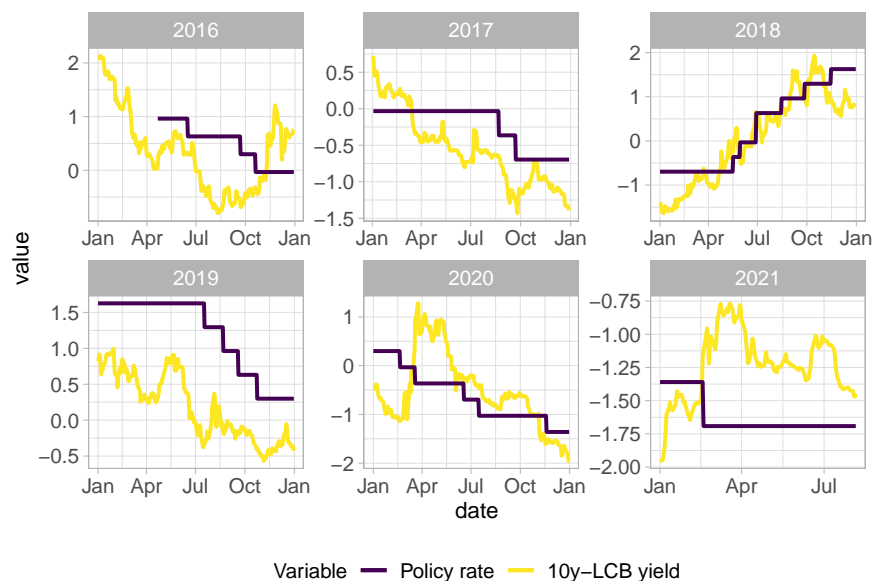 2016 2017 2018
2 1 0
0.5 0.0 −0.5 −1.0 −1.5
2 1 0 −1
Jan Apr Jul Oct Jan Jan Apr Jul Oct Jan Jan Apr Jul Oct Jan
value
2019 2020 2021
1.5 1.0 0.5 0.0 −0.5
1 0 −1 −2
−0.75 −1.00 −1.25 −1.50 −1.75 −2.00
Jan Apr Jul Oct Jan Jan Apr Jul Oct Jan Jan Apr Jul
date
Variable Policy rate 10y−LCB yield